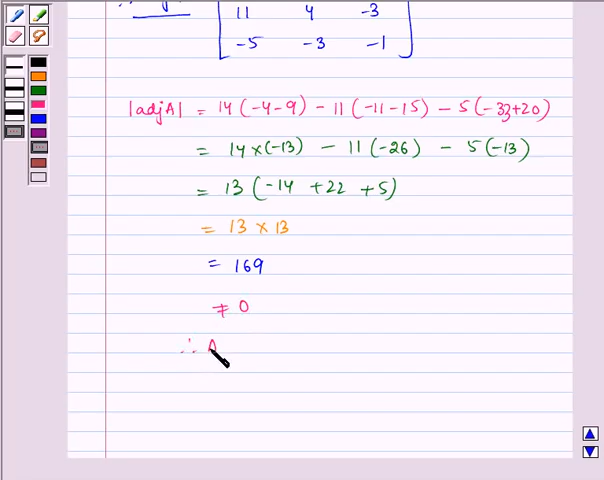 11 4 -3
-5 -3 -1
|adjA| = 14(-4-9) - 11(-11-15) - 5(-33+20)
= 14×(-13) - 11(-26) - 5(-13)
= 13(-14 +22 +5)
= 13 × 13
= 169
≠ 0
∴ A